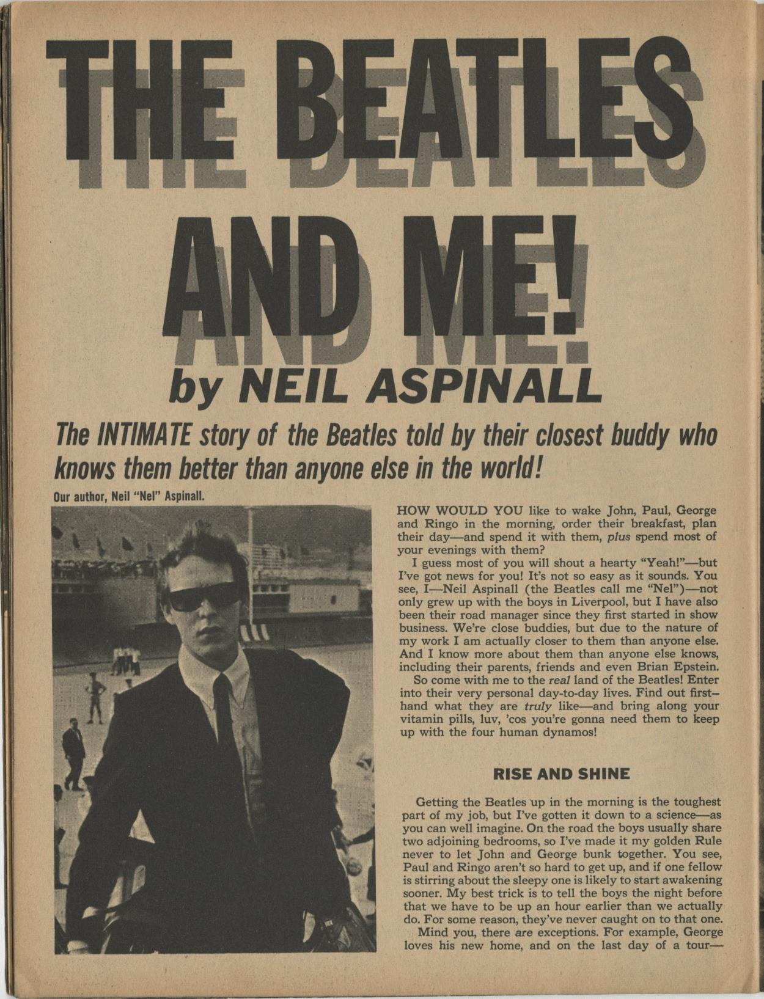 THE BEATLES
AND ME!
by NEIL ASPINALL
The INTIMATE story of the Beatles told by their closest buddy who
knows them better than anyone else in the world!
Our author, Neil "Nel" Aspinall.
HOW WOULD YOU like to wake John, Paul, George
and Ringo in the morning, order their breakfast, plan
their day—and spend it with them, plus spend most of
your evenings with them?
I guess most of you will shout a hearty "Yeah!"—but
I've got news for you! It's not so easy as it sounds. You
see, I—Neil Aspinall (the Beatles call me "Nel")—not
only grew up with the boys in Liverpool, but I have also
been their road manager since they first started in show
business. We're close buddies, but due to the nature of
my work I am actually closer to them than anyone else.
And I know more about them than anyone else knows,
including their parents, friends and even Brian Epstein.
So come with me to the real land of the Beatles! Enter
into their very personal day-to-day lives. Find out first–
hand what they are truly like—and bring along your
vitamin pills, luv, 'cos you're gonna need them to keep
up with the four human dynamos!
RISE AND SHINE
Getting the Beatles up in the morning is the toughest
part of my job, but I've gotten it down to a science—as
you can well imagine. On the road the boys usually share
two adjoining bedrooms, so I've made it my golden Rule
never to let John and George bunk together. You see,
Paul and Ringo aren't so hard to get up, and if one fellow
is stirring about the sleepy one is likely to start awakening
sooner. My best trick is to tell the boys the night before
that we have to be up an hour earlier than we actually
do. For some reason, they've never caught on to that one.
Mind you, there are exceptions. For example, George
loves his new home, and on the last day of a tour—